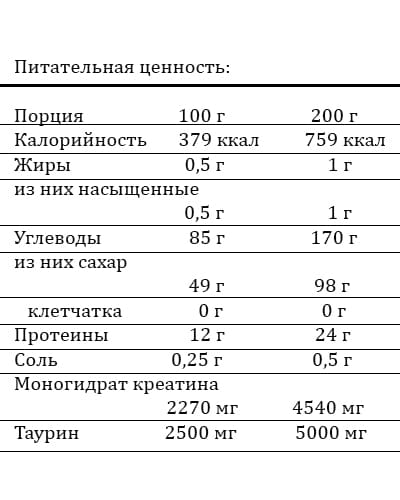 Питательная ценность:
Порция 100 г 200 г
Калорийность 379 ккал 759 ккал
Жиры 0,5 г 1 г
из них насыщенные
0,5 г 1 г
Углеводы 85 г 170 г
из них сахар
49 г 98 г
клетчатка 0 г 0 г
Протеины 12 г 24 г
Соль 0,25 г 0,5 г
Моногидрат креатина
2270 мг 4540 мг
Таурин 2500 мг 5000 мг